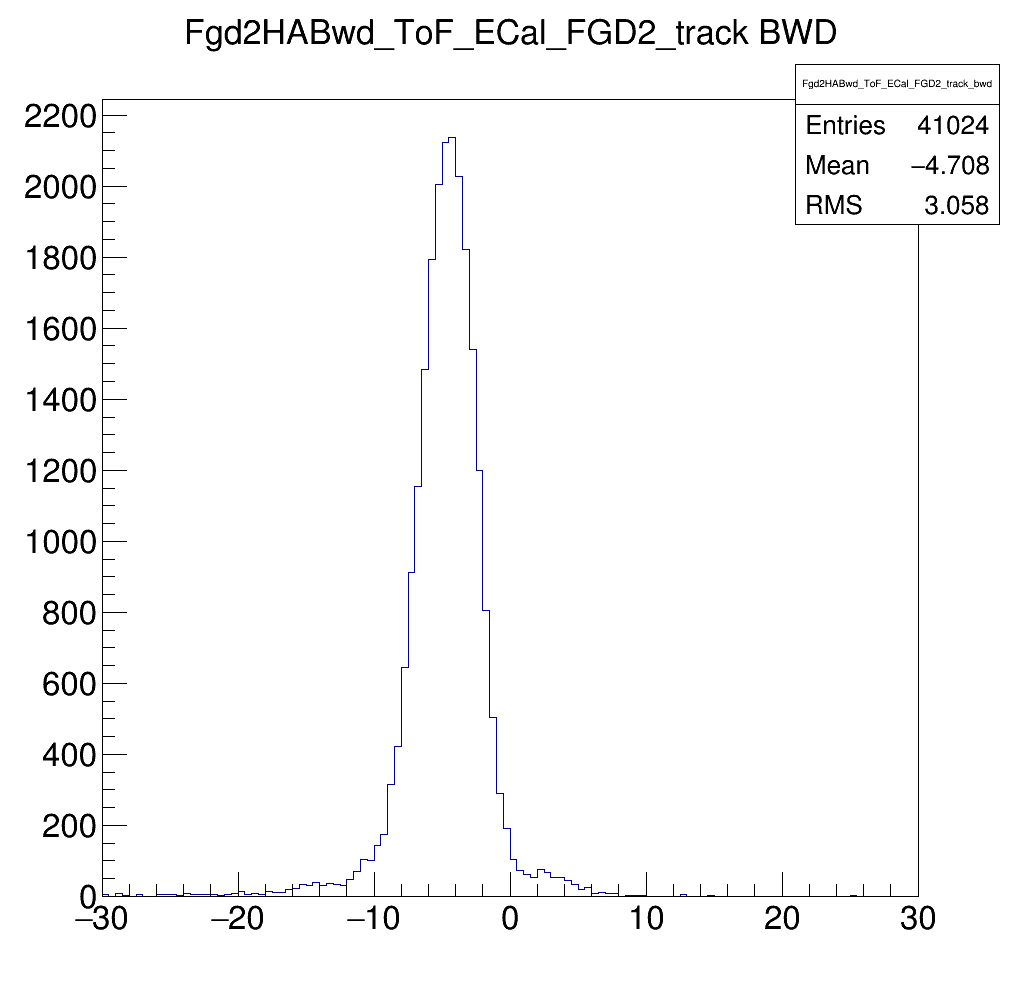 Fgd2HABwd_ToF_ECal_FGD2_track BWD
Fgd2HABwd_ToF_ECal_FGD2_track_bwd
Entries 41024
Mean −4.708
RMS 3.058
2200
2000
1800
1600
1400
1200
1000
800
600
400
200
0
−30 −20 −10 0 10 20 30